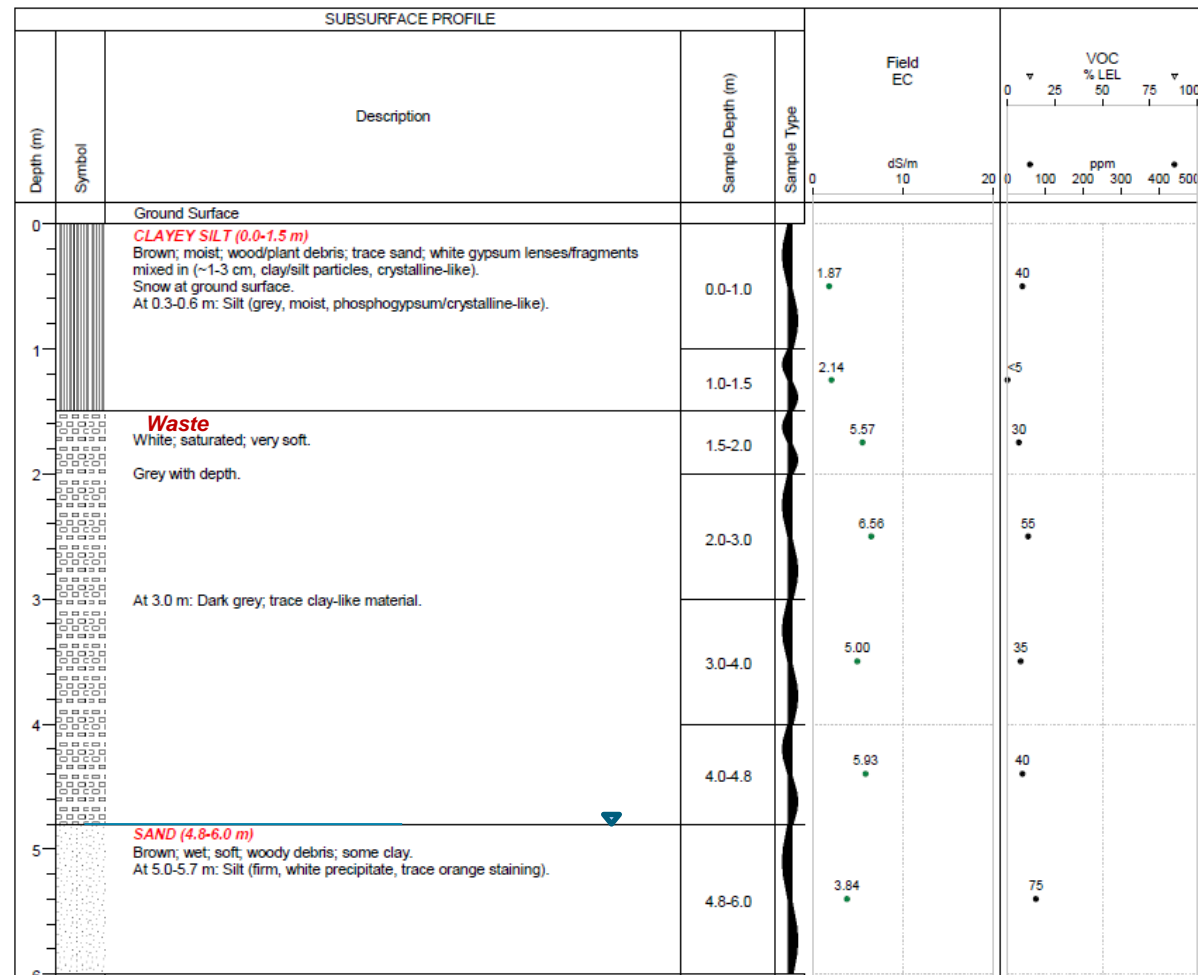 SUBSURFACE PROFILE
Depth (m)
Symbol
Description
Sample Depth (m)
Sample Type
Field
EC
dS/m
0 10 20
VOC
% LEL
0 25 50 75 100
ppm
0 100 200 300 400 500
Ground Surface
0
CLAYEY SILT (0.0-1.5 m)
Brown; moist; wood/plant debris; trace sand; white gypsum lenses/fragments
mixed in (~1-3 cm, clay/silt particles, crystalline-like).
Snow at ground surface.
At 0.3-0.6 m: Silt (grey, moist, phosphogypsum/crystalline-like).
0.0-1.0
1.87
40
1
1.0-1.5
2.14
<5
Waste
White; saturated; very soft.
1.5-2.0
5.57
30
2
Grey with depth.
2.0-3.0
6.56
55
3
At 3.0 m: Dark grey; trace clay-like material.
3.0-4.0
5.00
35
4
4.0-4.8
5.93
40
SAND (4.8-6.0 m)
5
Brown; wet; soft; woody debris; some clay.
At 5.0-5.7 m: Silt (firm, white precipitate, trace orange staining).
4.8-6.0
3.84
75
6